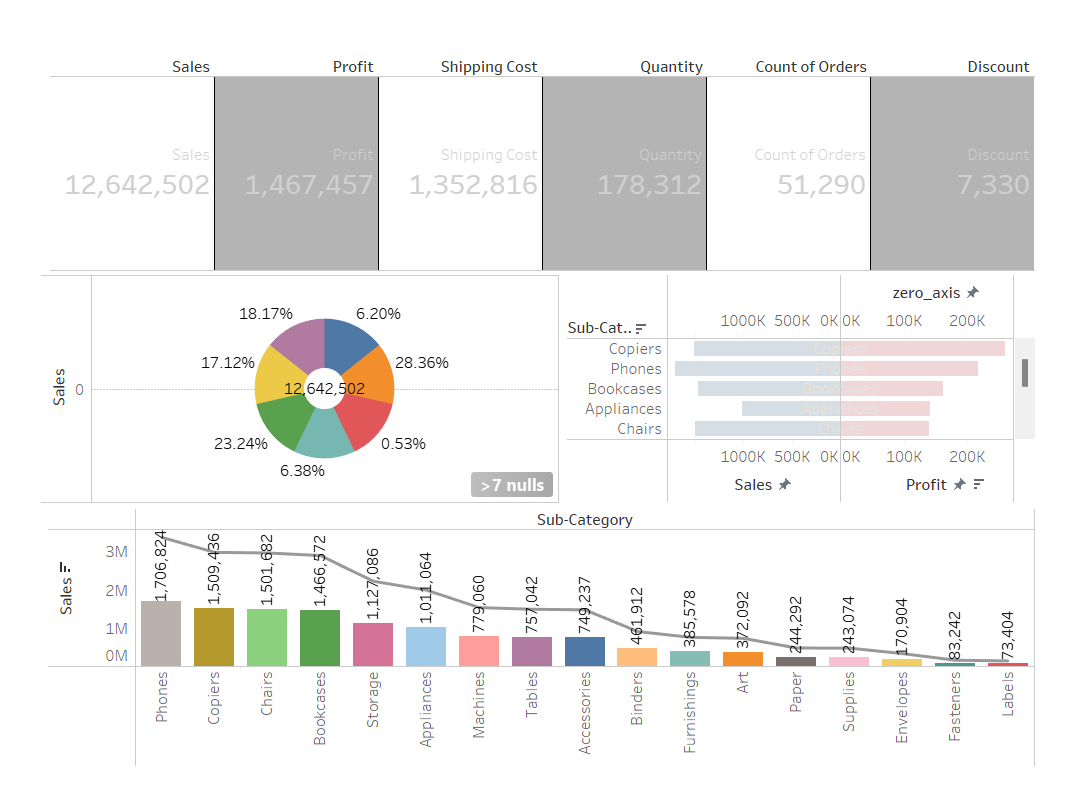 Sales Profit Shipping Cost Quantity Count of Orders Discount
Sales Profit Shipping Cost Quantity Count of Orders Discount
12,642,502 1,467,457 1,352,816 178,312 51,290 7,330
Sales
0
18.17% 6.20%
17.12% 28.36%
12,642,502
23.24% 0.53%
6.38%
>7 nulls
zero_axis
Sub-Cat.. 1000K 500K 0K 0K 100K 200K
Copiers Copiers
Phones Phones
Bookcases Bookcases
Appliances Appliances
Chairs Chairs
1000K 500K 0K 0K 100K 200K
Sales Profit
Sub-Category
Sales
3M
2M
1M
0M
1,706,824
1,509,436
1,501,682
1,466,572
1,127,086
1,011,064
779,060
757,042
749,237
461,912
385,578
372,092
244,292
243,074
170,904
83,242
73,404
Phones
Copiers
Chairs
Bookcases
Storage
Appliances
Machines
Tables
Accessories
Binders
Furnishings
Art
Paper
Supplies
Envelopes
Fasteners
Labels